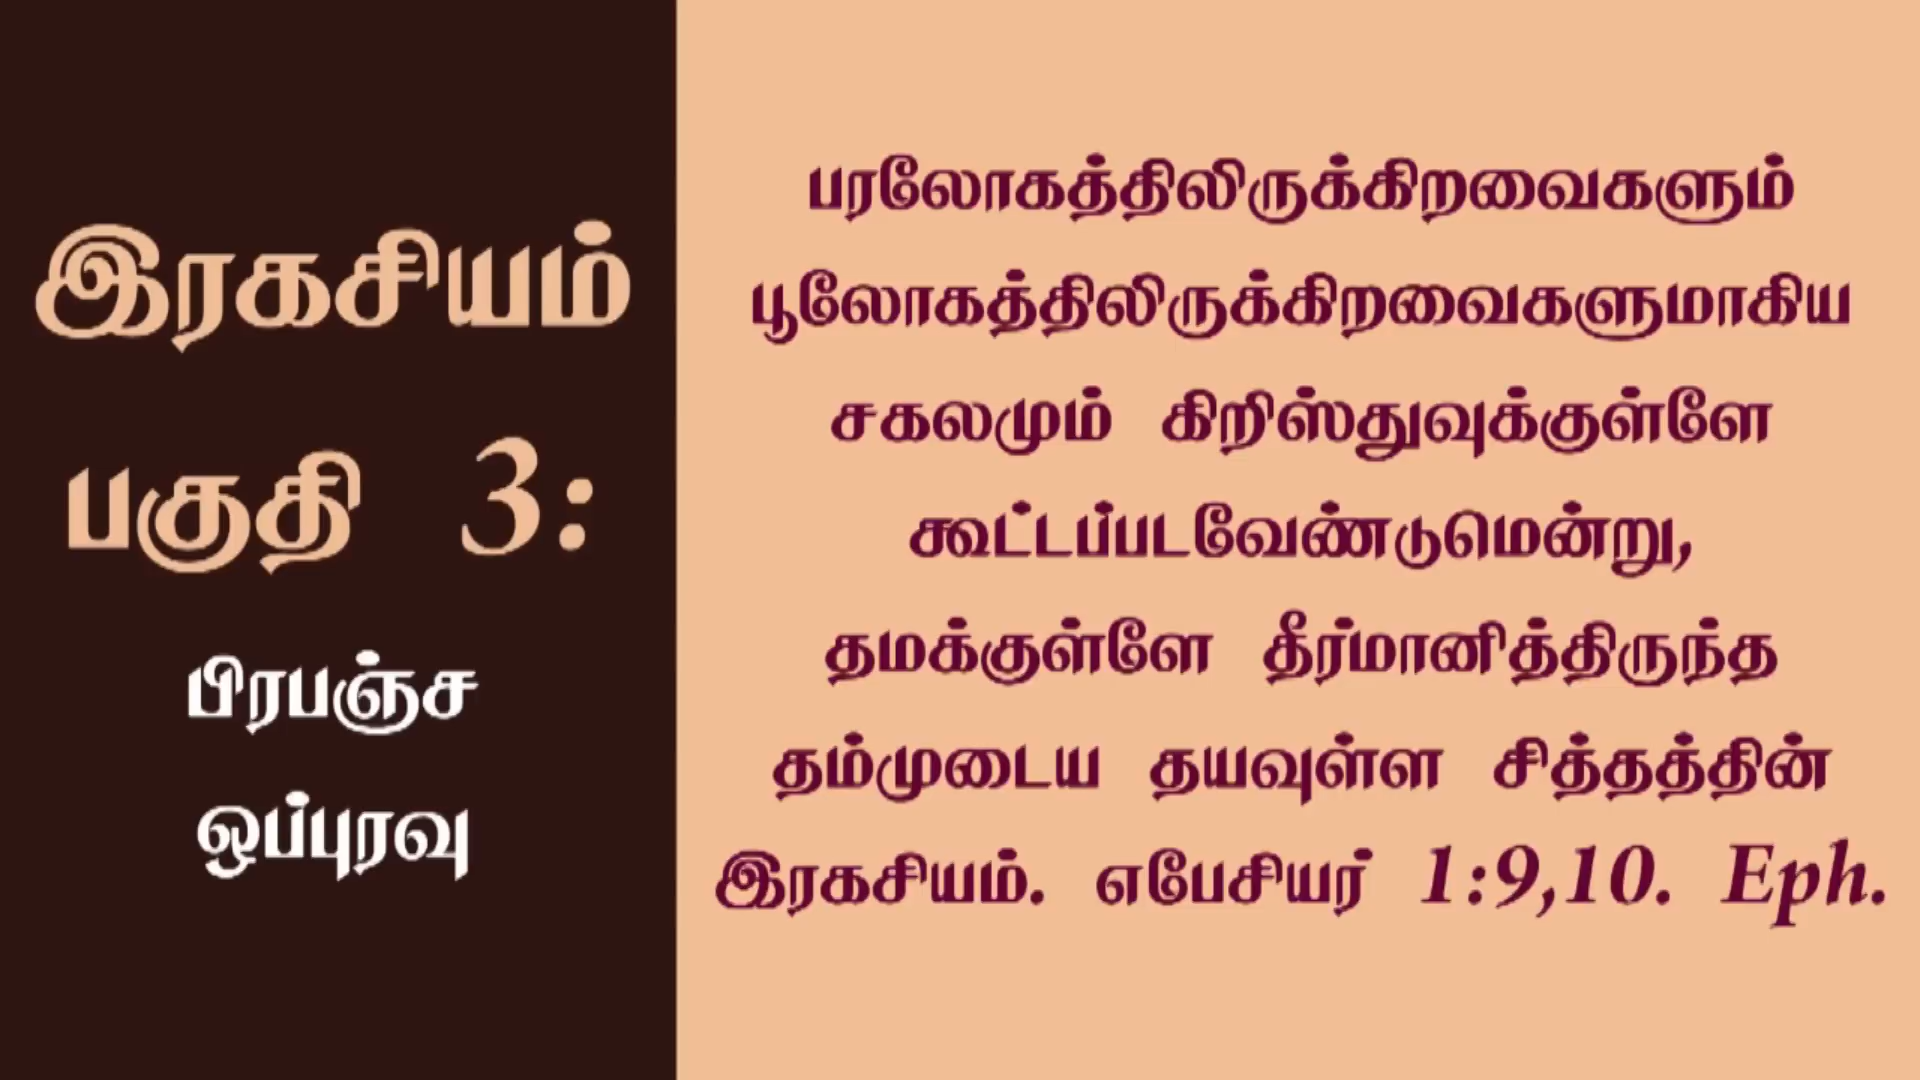 இரகசியம்
பகுதி 3:
பிரபஞ்ச
ஒப்புரவு
பரலோகத்திலிருக்கிறவைகளும்
பூலோகத்திலிருக்கிறவைகளுமாகிய
சகலமும் கிறிஸ்துவுக்குள்ளே
கூட்டப்படவேண்டுமென்று,
தமக்குள்ளே தீர்மானித்திருந்த
தம்முடைய தயவுள்ள சித்தத்தின்
இரகசியம். எபேசியர் 1:9,10. Eph.